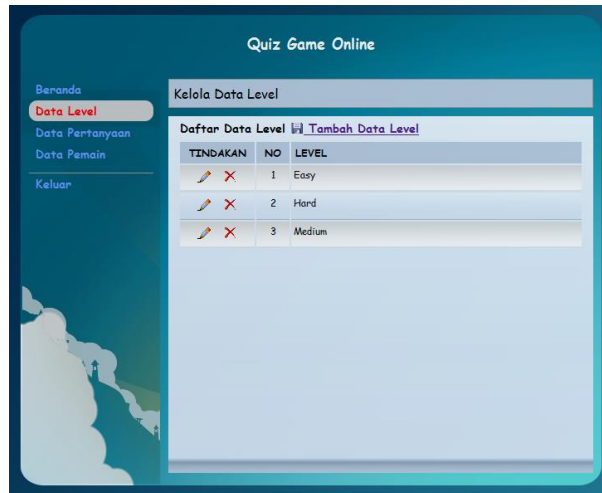 Quiz Game Online
Beranda
Data Level
Data Pertanyaan
Data Pemain
Keluar
Kelola Data Level
Daftar Data Level Tambah Data Level
TINDAKAN NO LEVEL
1 Easy
2 Hard
3 Medium